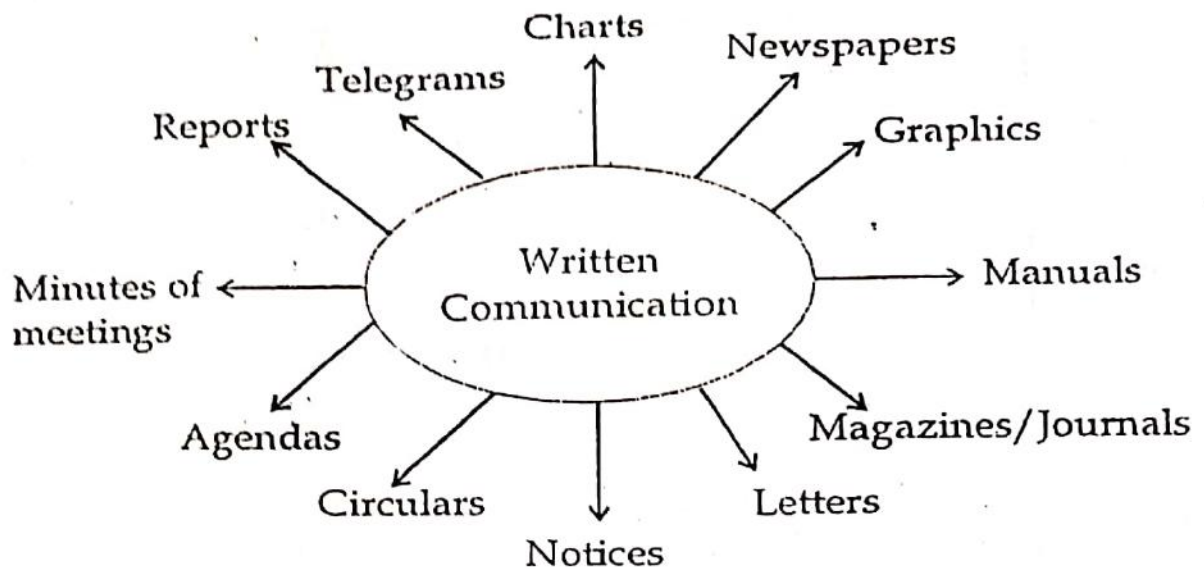 Charts
Newspapers
Telegrams
Graphics
Reports
Written
Communication
Manuals
Minutes of
meetings
Agendas
Magazines/Journals
Circulars
Letters
Notices